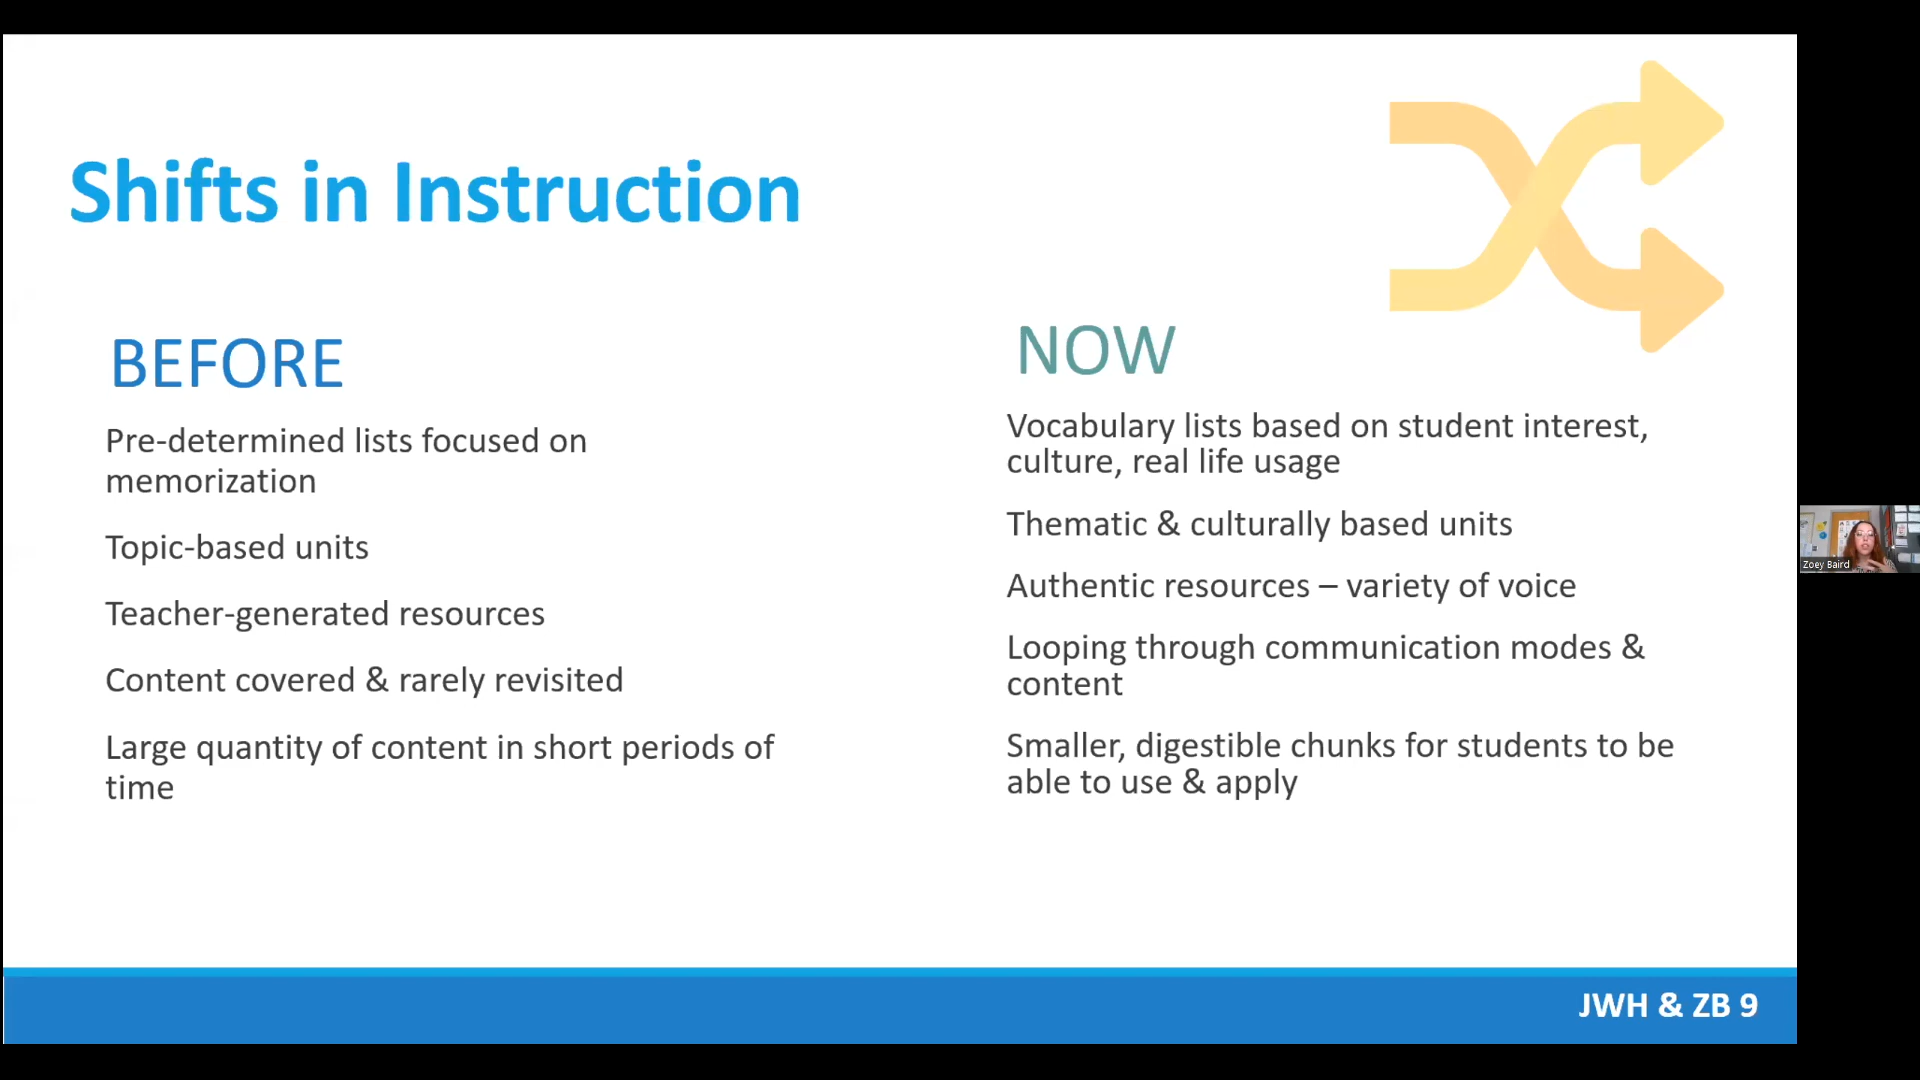 Shifts in Instruction
BEFORE
Pre-determined lists focused on
memorization
Topic-based units
Teacher-generated resources
Content covered & rarely revisited
Large quantity of content in short periods of
time
NOW
Vocabulary lists based on student interest,
culture, real life usage
Thematic & culturally based units
Authentic resources – variety of voice
Looping through communication modes &
content
Smaller, digestible chunks for students to be
able to use & apply
Zoey Baird
JWH & ZB 9